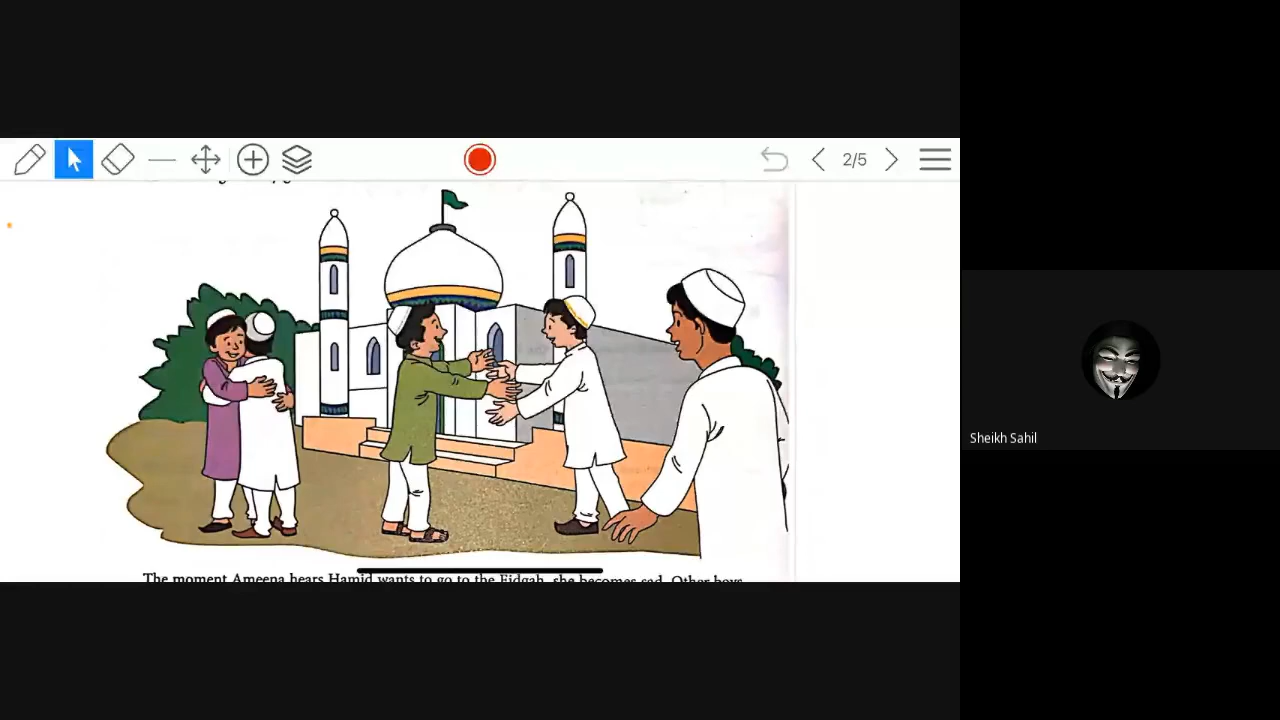 2/5
Sheikh Sahil
The moment Ameena hears Hamid wants to go to the Eidgah, she becomes sad. Other boys